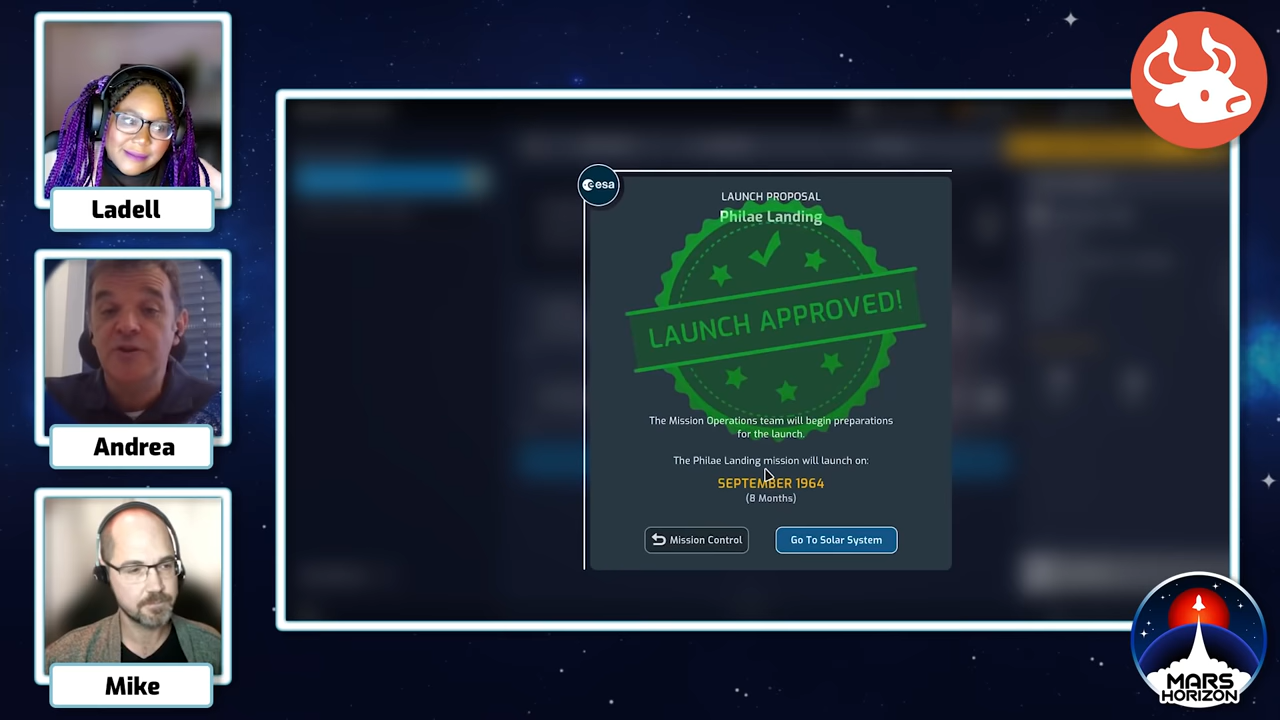 Ladell
Andrea
Mike
esa
LAUNCH PROPOSAL
Philae Landing
LAUNCH APPROVED!
The Mission Operations team will begin preparations
for the launch.
The Philae Landing mission will launch on:
SEPTEMBER 1964
(8 Months)
Mission Control
Go To Solar System
MARS
HORIZON